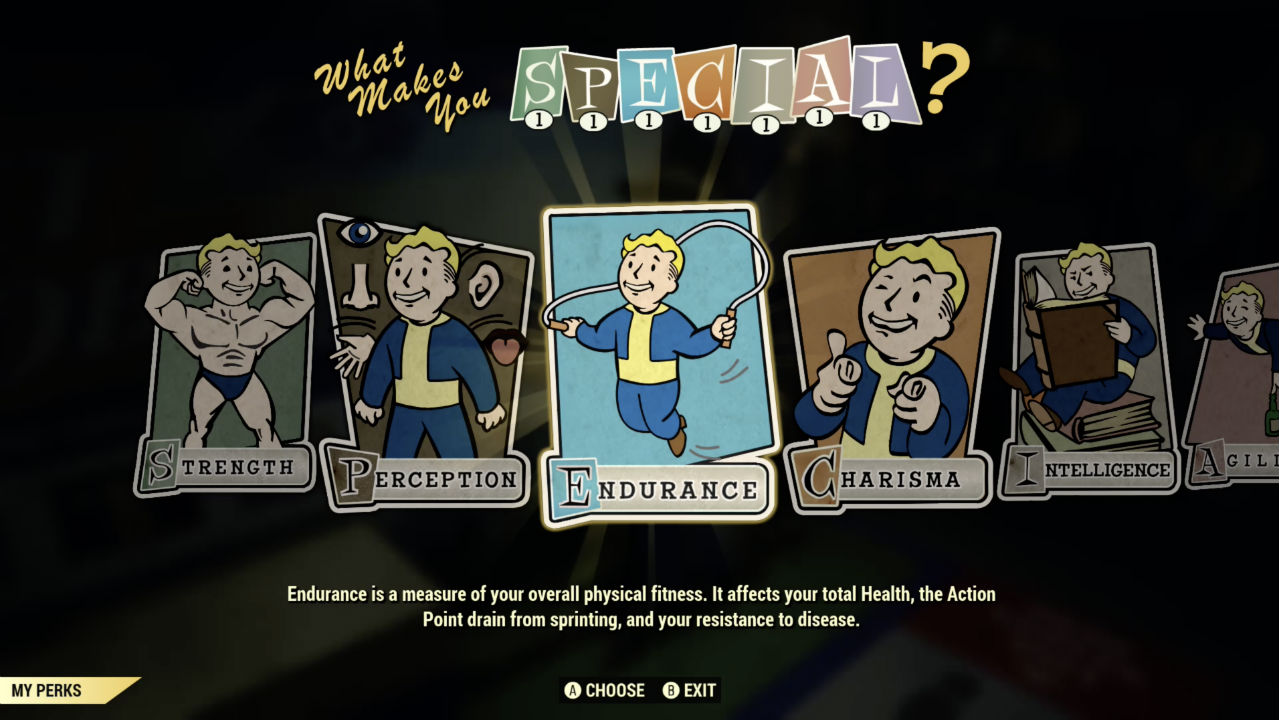 What
Makes
You
SPECIAL?
1 1 1 1 1 1 1
STRENGTH
PERCEPTION
ENDURANCE
CHARISMA
INTELLIGENCE
AGILI
Endurance is a measure of your overall physical fitness. It affects your total Health, the Action
Point drain from sprinting, and your resistance to disease.
MY PERKS
A CHOOSE B EXIT